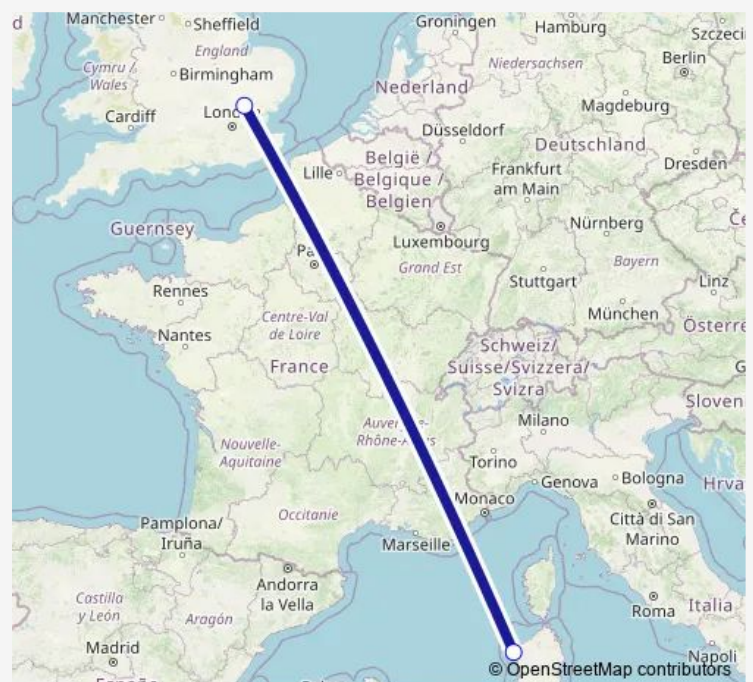 d
Manchester
Sheffield
Groningen
Hamburg
England
Cymru /
Wales
Birmingham
Niedersachsen
Berlin
Nederland
Cardiff
Magdeburg
Düsseldorf
België /
Belgique /
Belgien
Deutschland
Lille
Frankfurt
am Main
Dresden
Guernsey
Nürnberg
Luxembourg
Grand Est
Bayern
Rennes
Stuttgart
Linz
München
Centre-Val
de Loire
Nantes
Schweiz/
Suisse/Svizzera/
Svizra
France
Milano
Nouvelle-
Aquitaine
Torino
Genova
Bologna
Monaco
Occitanie
Pamplona/
Iruña
Marseille
Città di San
Marino
Andorra
la Vella
Castilla
y León
Aragón
Roma
Italia
Madrid
Napoli
© OpenStreetMap contributors